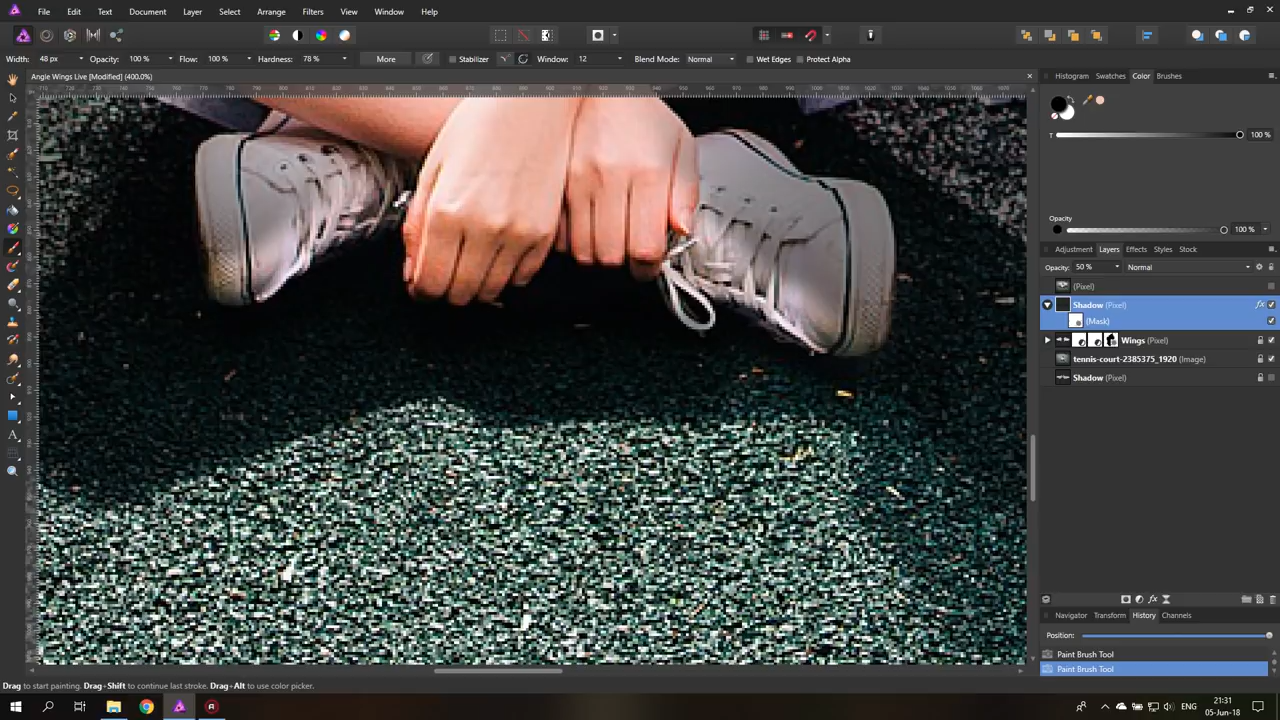 File Edit Text Document Layer Select Arrange Filters View Window Help
Width: 48 px Opacity: 100 % Flow: 100 % Hardness: 78 % More Stabilizer Window: 12 Blend Mode: Normal Wet Edges Protect Alpha
Angie Wings Live [Modified] (400.0%)
Histogram Swatches Color Brushes
100 %
Opacity
100 %
Adjustment Layers Effects Styles Stock
Opacity: 50 % Normal
(Pixel)
Shadow (Pixel)
(Mask)
Wings (Pixel)
tennis-court-2385375_1920 (Image)
Shadow (Pixel)
Navigator Transform History Channels
Position:
Paint Brush Tool
Paint Brush Tool
Drag to start painting. Drag+Shift to continue last stroke. Drag+Alt to use color picker.
ENG
21:31
05-Jun-18